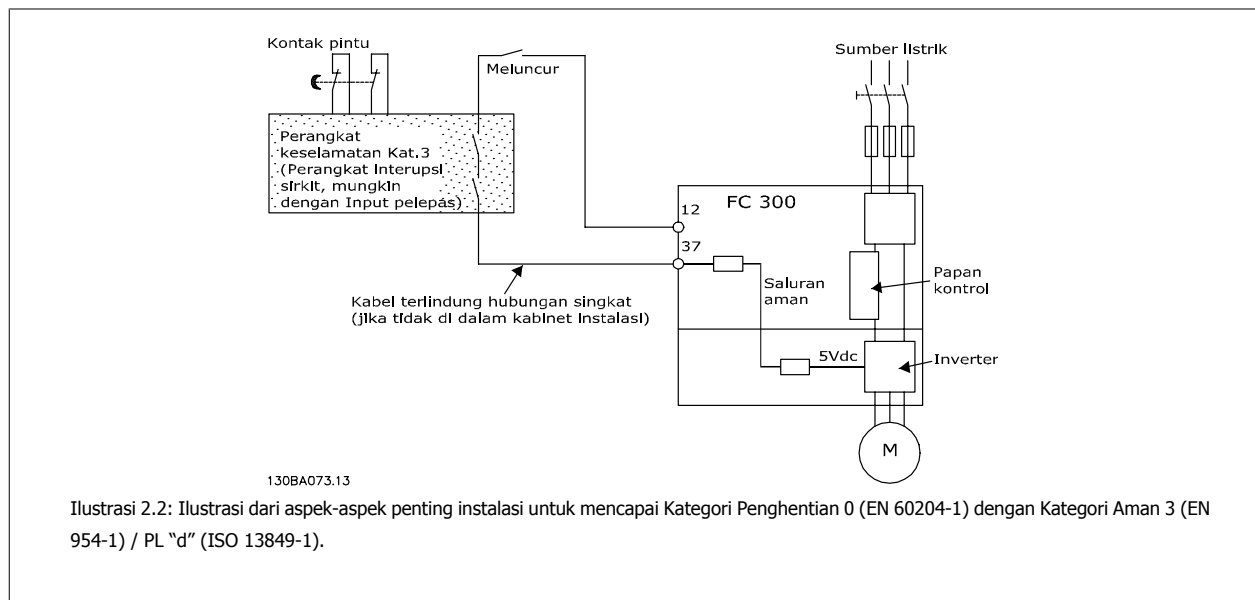 Kontak pintu
Meluncur
Sumber listrik
Perangkat
keselamatan Kat.3
(Perangkat Interupsi
sirkit, mungkin
dengan Input pelepas)
12
FC 300
37
Saluran
aman
Papan
kontrol
Kabel terlindung hubungan singkat
(jika tidak di dalam kabinet instalasi)
5Vdc
Inverter
M
130BA073.13
Ilustrasi 2.2: Ilustrasi dari aspek-aspek penting instalasi untuk mencapai Kategori Penghentian 0 (EN 60204-1) dengan Kategori Aman 3 (EN
954-1) / PL “d” (ISO 13849-1).